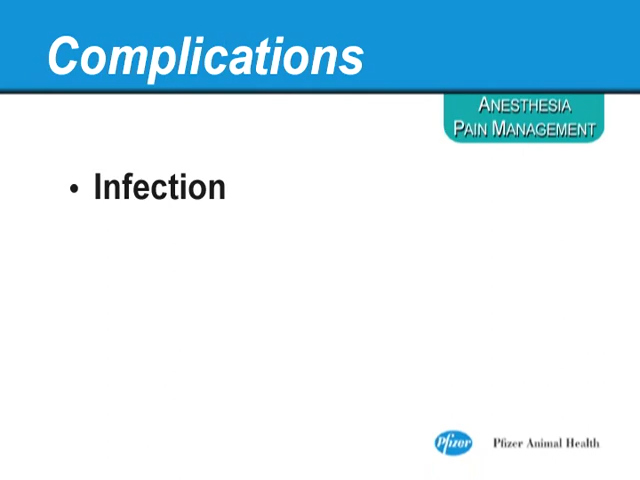 Complications
ANESTHESIA
PAIN MANAGEMENT
• Infection
Pfizer Pfizer Animal Health